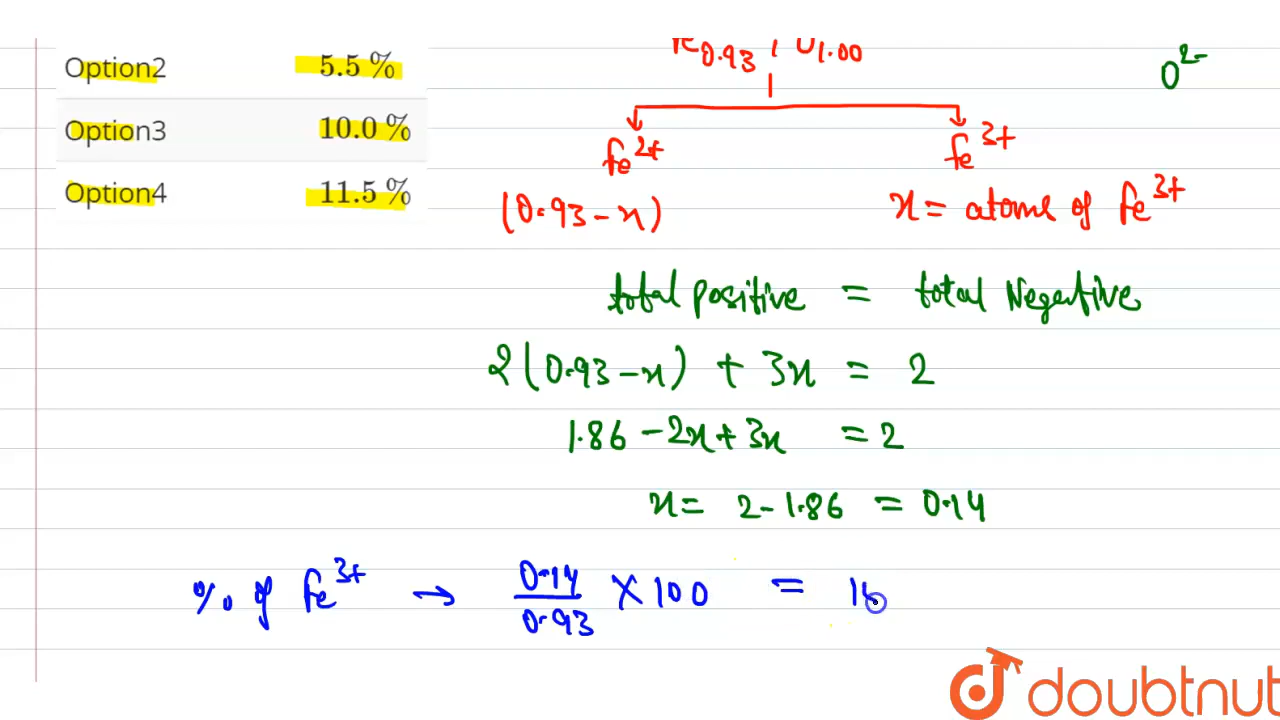 Fe0.93 , O1.00
Option2 5.5 %
O2-
Option3 10.0 %
Fe2+ Fe3+
Option4 11.5 %
(0.93 - x) x = atoms of Fe3+
total positive = total Negative
2(0.93 - x) + 3x = 2
1.86 - 2x + 3x = 2
x = 2 - 1.86 = 0.14
% of Fe3+ → 0.14/0.93 × 100 =
doubtnut